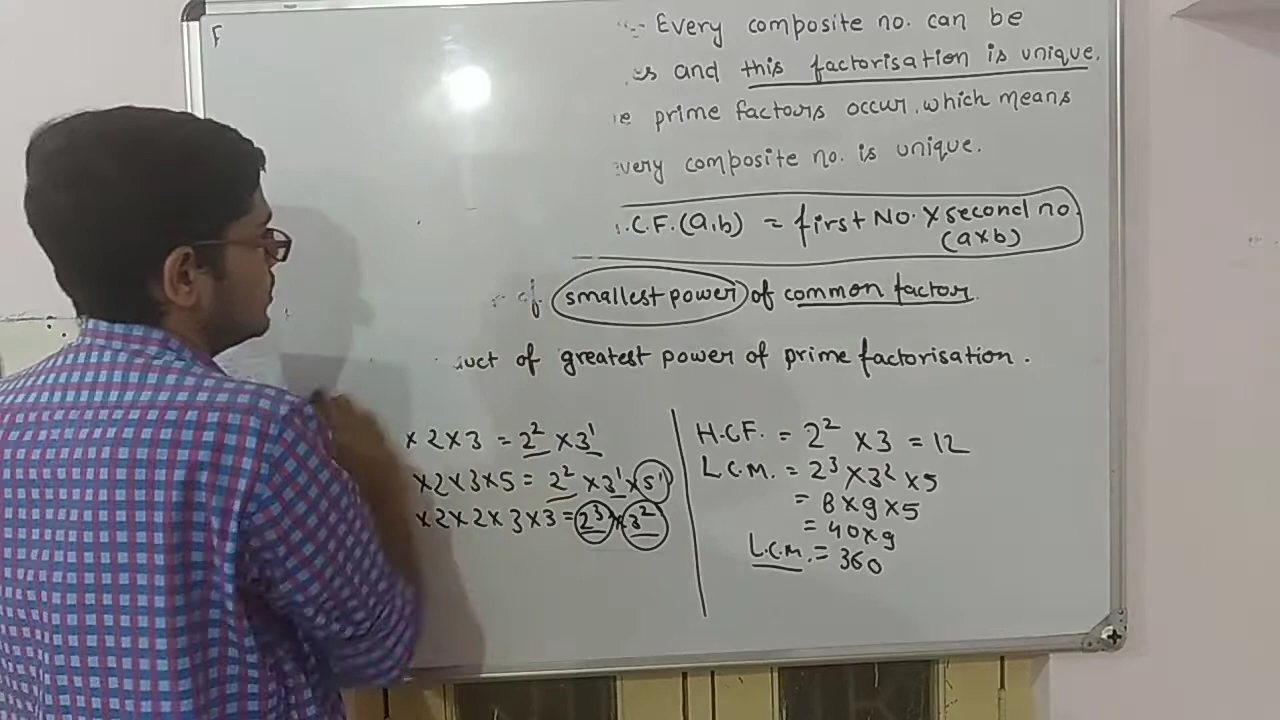 F
Every composite no. can be
es and this factorisation is unique.
e prime factors occur, which means
very composite no. is unique.
.C.F.(a,b) = first No. × second no.
(a×b)
of smallest power of common factor.
uct of greatest power of prime factorisation.
× 2 × 3 = 2² × 3¹
× 2 × 3 × 5 = 2² × 3¹ × 5¹
× 2 × 2 × 3 × 3 = 2³ × 3²
H.C.F. = 2² × 3 = 12
L.C.M. = 2³ × 3² × 5
= 8 × 9 × 5
= 40 × 9
L.C.M. = 360